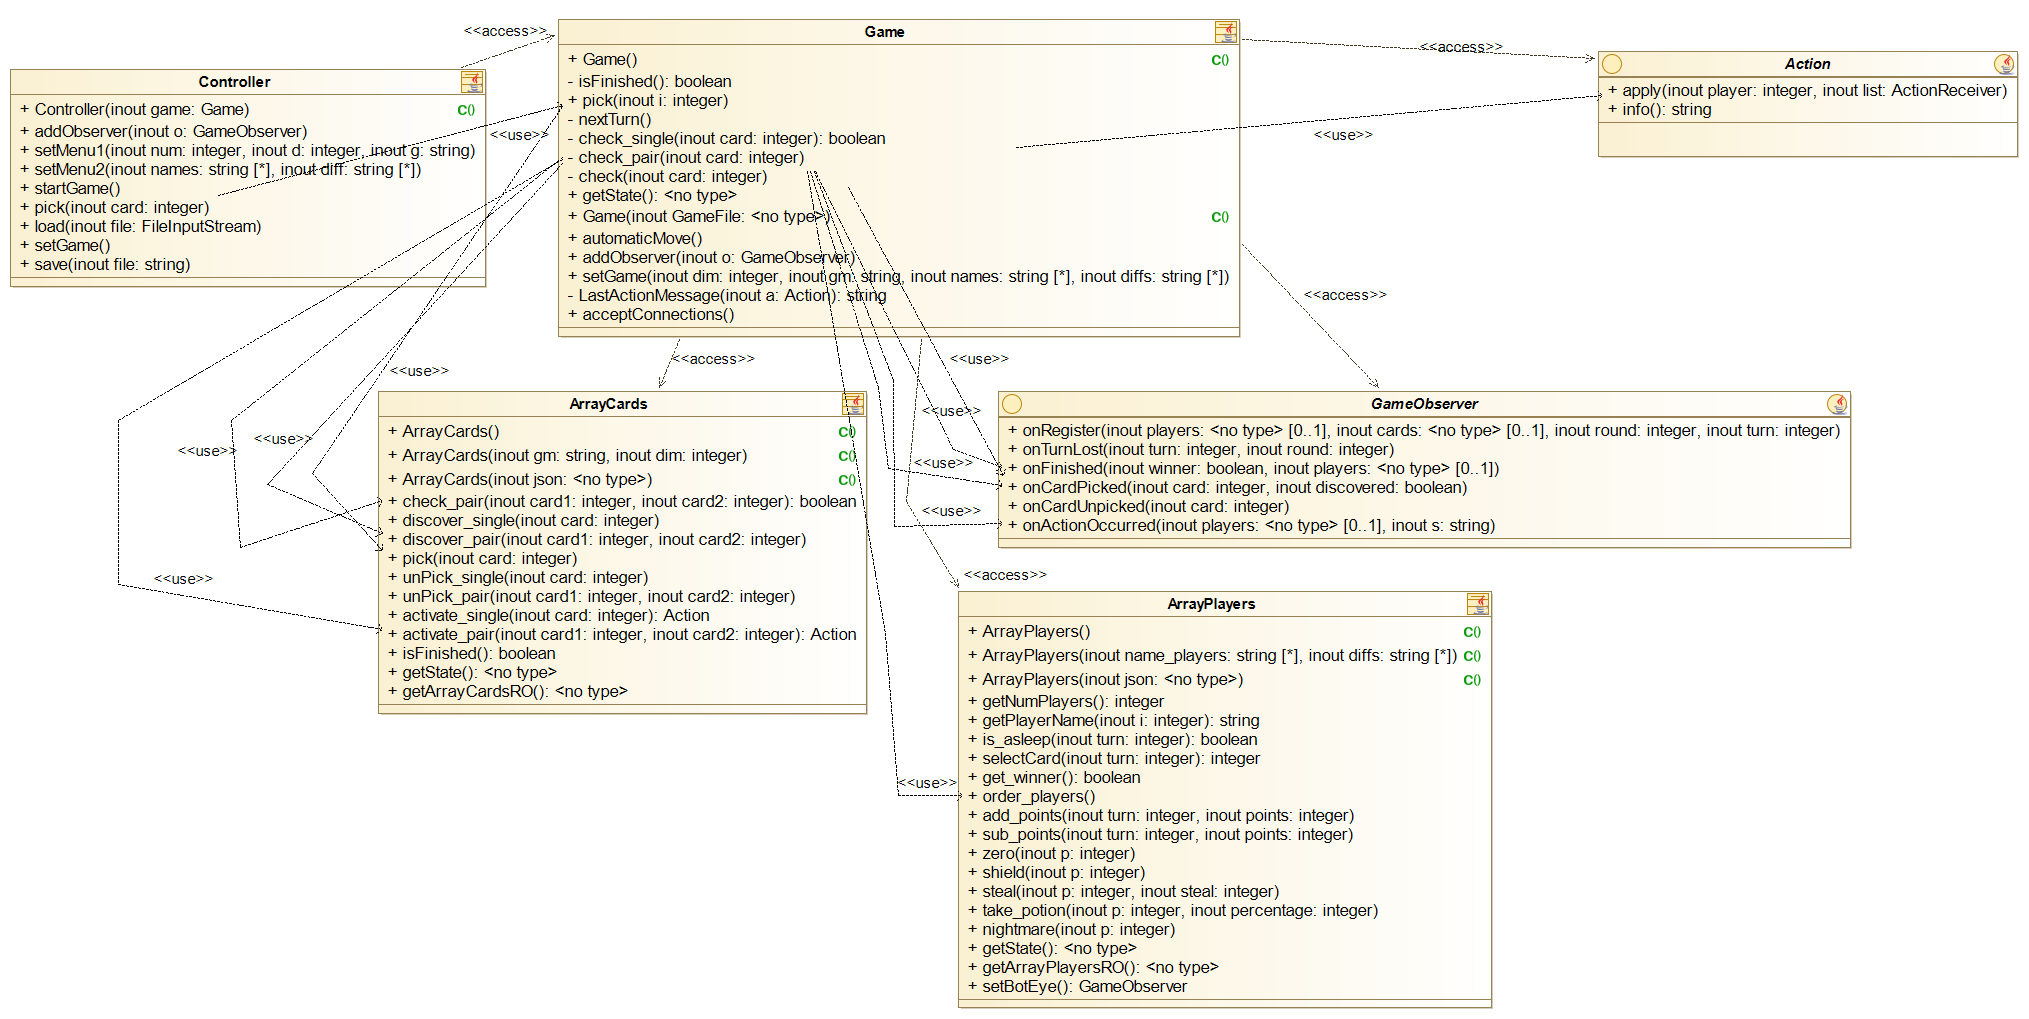 <<access>>
Controller
+ Controller(inout game: Game) C()
+ addObserver(inout o: GameObserver)
+ setMenu1(inout num: integer, inout d: integer, inout g: string)
+ setMenu2(inout names: string [*], inout diff: string [*])
+ startGame()
+ pick(inout card: integer)
+ load(inout file: FileInputStream)
+ setGame()
+ save(inout file: string)
<<use>>
Game
+ Game() C()
- isFinished(): boolean
+ pick(inout i: integer)
- nextTurn()
- check_single(inout card: integer): boolean
- check_pair(inout card: integer)
- check(inout card: integer)
+ getState(): <no type>
+ Game(inout GameFile: <no type>) C()
+ automaticMove()
+ addObserver(inout o: GameObserver)
+ setGame(inout dim: integer, inout gm: string, inout names: string [*], inout diffs: string [*])
- LastActionMessage(inout a: Action): string
+ acceptConnections()
<<access>>
Action
+ apply(inout player: integer, inout list: ActionReceiver)
+ info(): string
<<use>>
<<access>>
<<access>>
<<use>>
<<use>>
<<use>>
<<use>>
<<use>>
ArrayCards
+ ArrayCards() C()
+ ArrayCards(inout gm: string, inout dim: integer) C()
+ ArrayCards(inout json: <no type>) C()
+ check_pair(inout card1: integer, inout card2: integer): boolean
+ discover_single(inout card: integer)
+ discover_pair(inout card1: integer, inout card2: integer)
+ pick(inout card: integer)
+ unPick_single(inout card: integer)
+ unPick_pair(inout card1: integer, inout card2: integer)
+ activate_single(inout card: integer): Action
+ activate_pair(inout card1: integer, inout card2: integer): Action
+ isFinished(): boolean
+ getState(): <no type>
+ getArrayCardsRO(): <no type>
<<use>>
<<use>>
<<use>>
GameObserver
+ onRegister(inout players: <no type> [0..1], inout cards: <no type> [0..1], inout round: integer, inout turn: integer)
+ onTurnLost(inout turn: integer, inout round: integer)
+ onFinished(inout winner: boolean, inout players: <no type> [0..1])
+ onCardPicked(inout card: integer, inout discovered: boolean)
+ onCardUnpicked(inout card: integer)
+ onActionOccurred(inout players: <no type> [0..1], inout s: string)
<<access>>
<<use>>
ArrayPlayers
+ ArrayPlayers() C()
+ ArrayPlayers(inout name_players: string [*], inout diffs: string [*]) C()
+ ArrayPlayers(inout json: <no type>) C()
+ getNumPlayers(): integer
+ getPlayerName(inout i: integer): string
+ is_asleep(inout turn: integer): boolean
+ selectCard(inout turn: integer): integer
+ get_winner(): boolean
+ order_players()
+ add_points(inout turn: integer, inout points: integer)
+ sub_points(inout turn: integer, inout points: integer)
+ zero(inout p: integer)
+ shield(inout p: integer)
+ steal(inout p: integer, inout steal: integer)
+ take_potion(inout p: integer, inout percentage: integer)
+ nightmare(inout p: integer)
+ getState(): <no type>
+ getArrayPlayersRO(): <no type>
+ setBotEye(): GameObserver